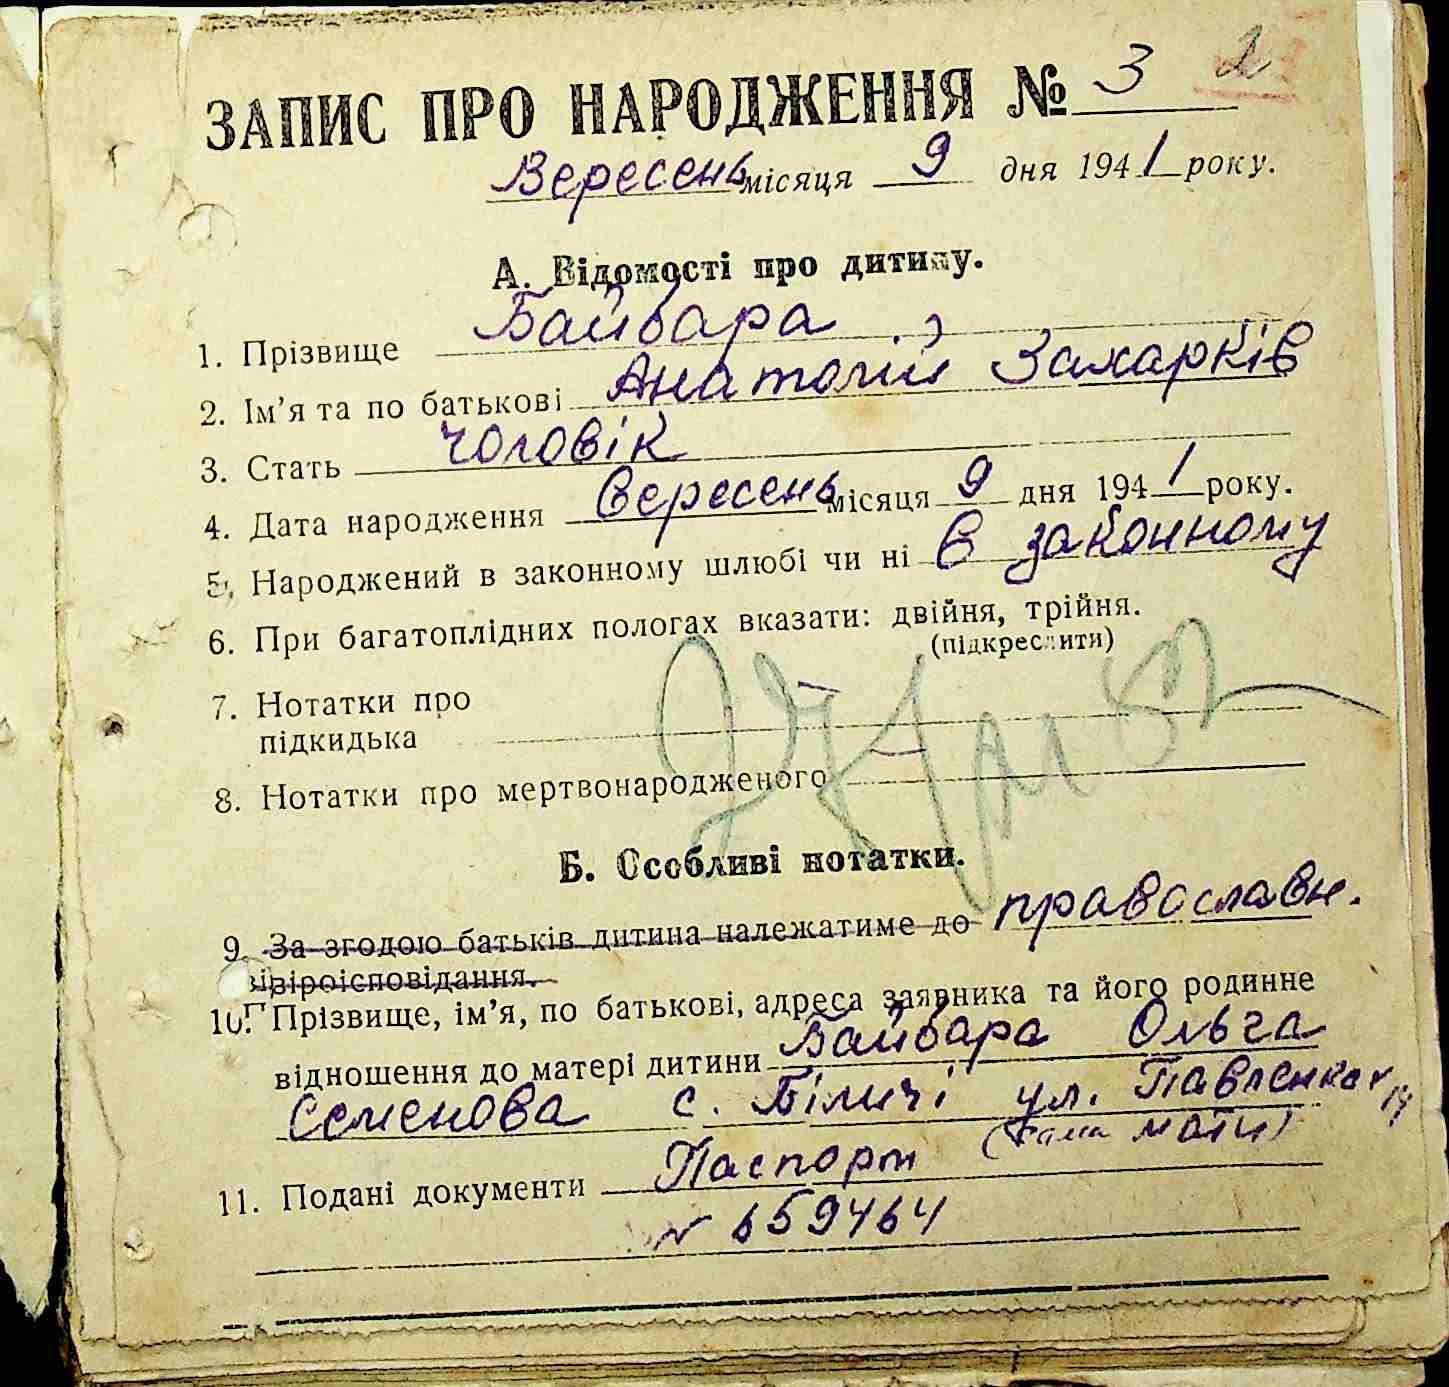 ЗАПИС ПРО НАРОДЖЕННЯ № 3 2
Вересень місяця 9 дня 1941 року.
А. Відомості про дитину.
1. Прізвище Байбара
2. Ім'я та по батькові Анатолій Захарків
3. Стать чоловік
4. Дата народження Вересень місяця 9 дня 1941 року.
5. Народжений в законному шлюбі чи ні в законному
6. При багатоплідних пологах вказати: двійня, трійня.
(підкреслити)
7. Нотатки про
підкидька
8. Нотатки про мертвонародженого
Б. Особливі нотатки.
9. За згодою батьків дитина належатиме до православн.
віроісповідання.
10. Прізвище, ім'я, по батькові, адреса заявника та його родинне
відношення до матері дитини Байбара Ольга
Семенова с. Біличі ул. Павленка 14
(сама мати)
11. Подані документи Паспорт
№ 659464